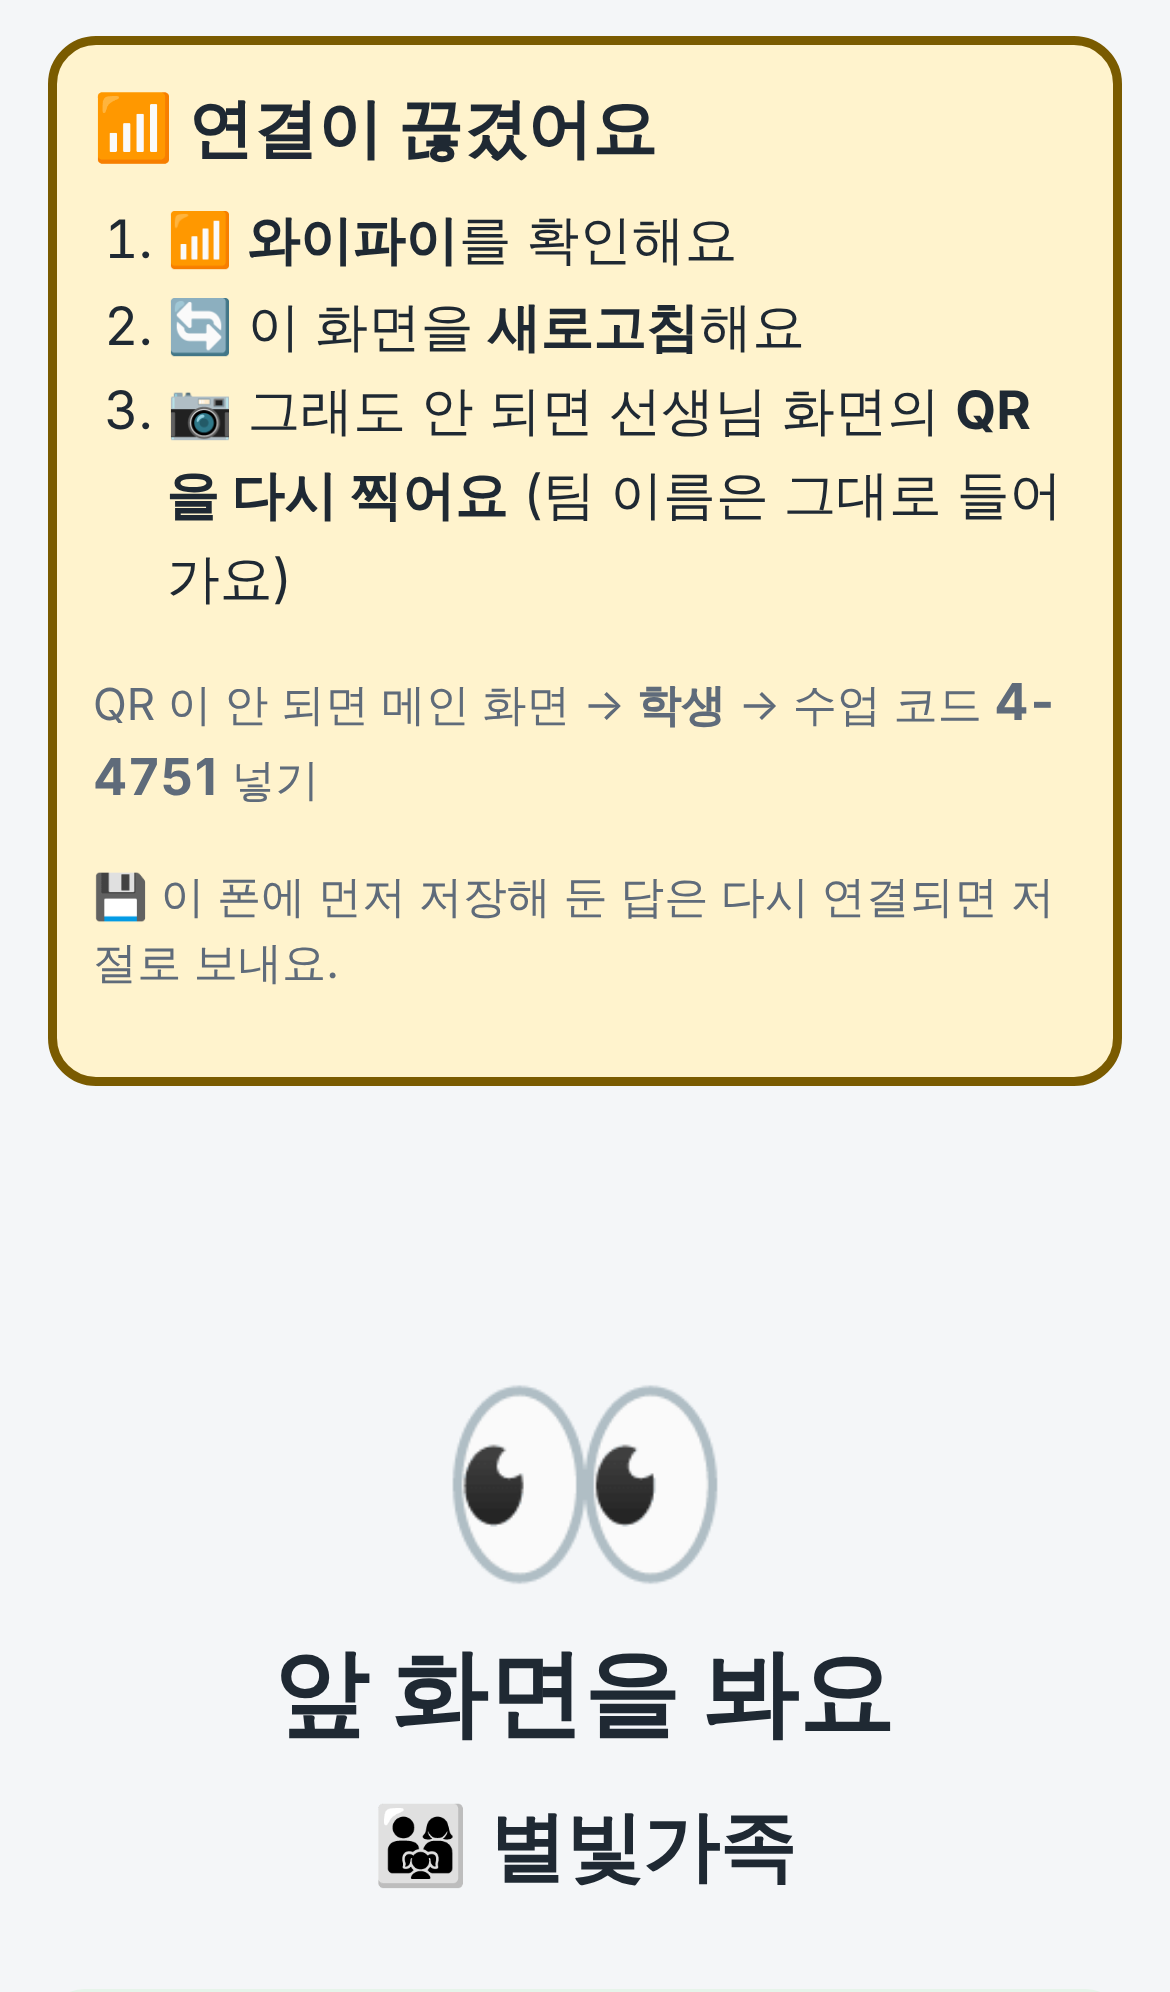 📶 연결이 끊겼어요
1. 📶 와이파이를 확인해요
2. 🔄 이 화면을 새로고침해요
3. 📷 그래도 안 되면 선생님 화면의 QR
을 다시 찍어요 (팀 이름은 그대로 들어
가요)
QR 이 안 되면 메인 화면 → 학생 → 수업 코드 4-
4751 넣기
💾 이 폰에 먼저 저장해 둔 답은 다시 연결되면 저
절로 보내요.
앞 화면을 봐요
👨‍👩‍👧 별빛가족